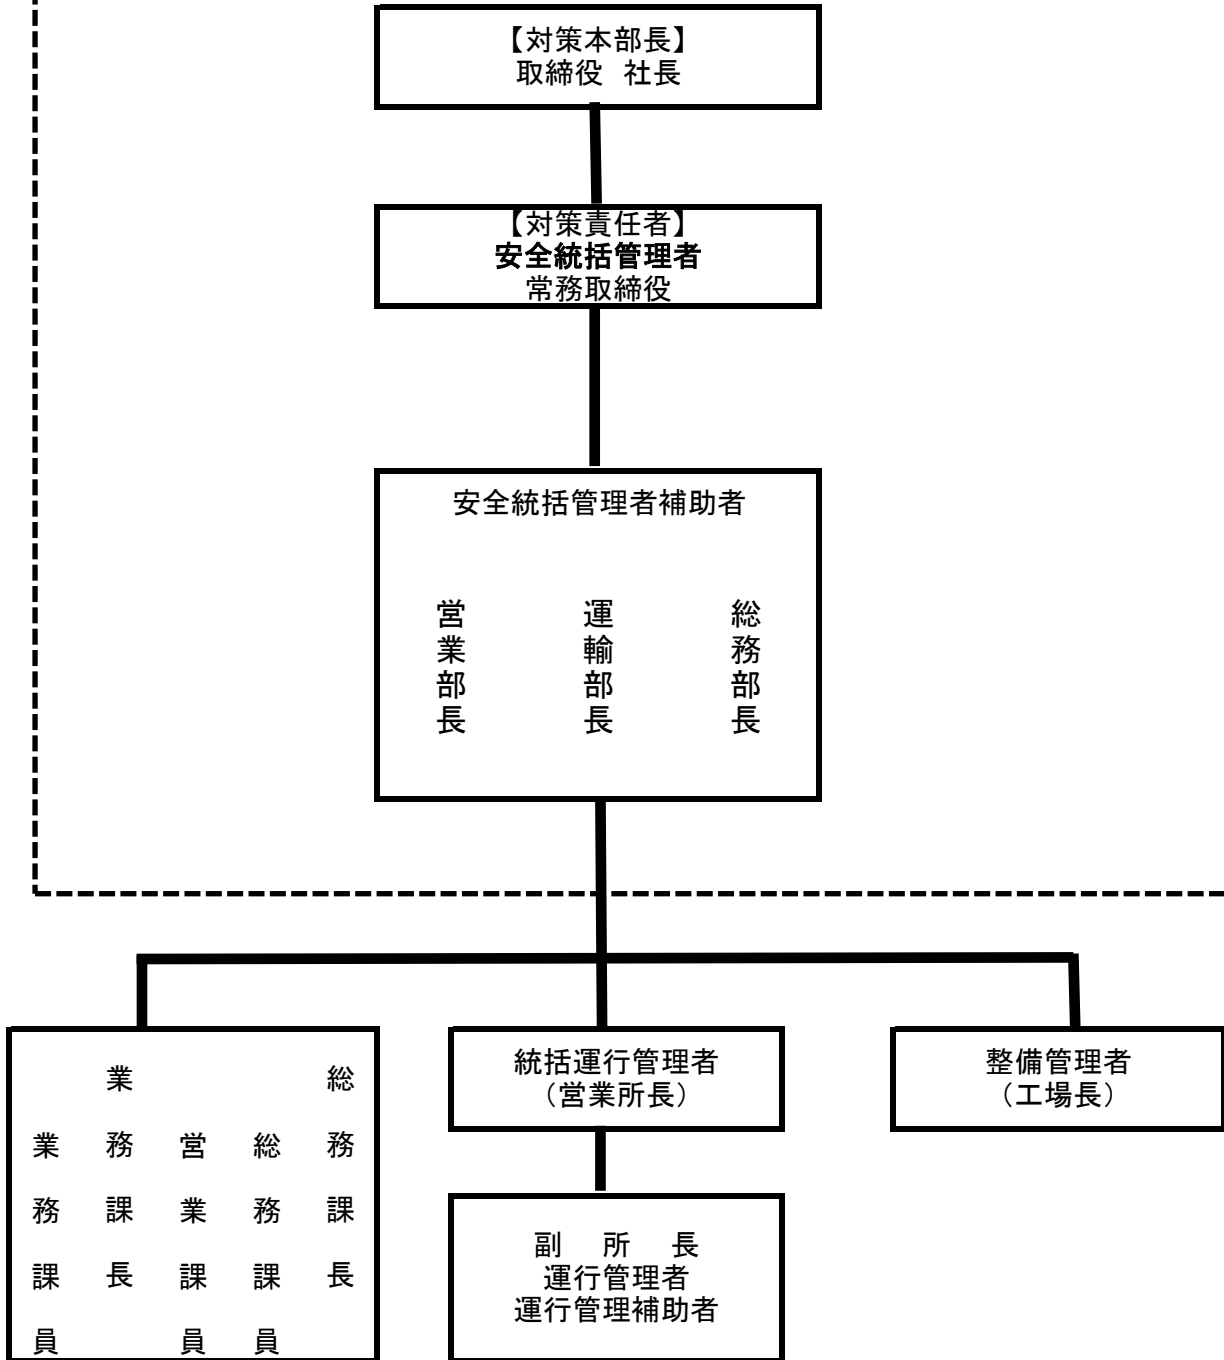 【対策本部長】
取締役 社長
【対策責任者】
安全統括管理者
常務取締役
安全統括管理者補助者
総務部長
運輸部長
営業部長
総務課長
総務課員
営業課員
業務課長
業務課員
統括運行管理者
（営業所長）
副 所 長
運行管理者
運行管理補助者
整備管理者
（工場長）